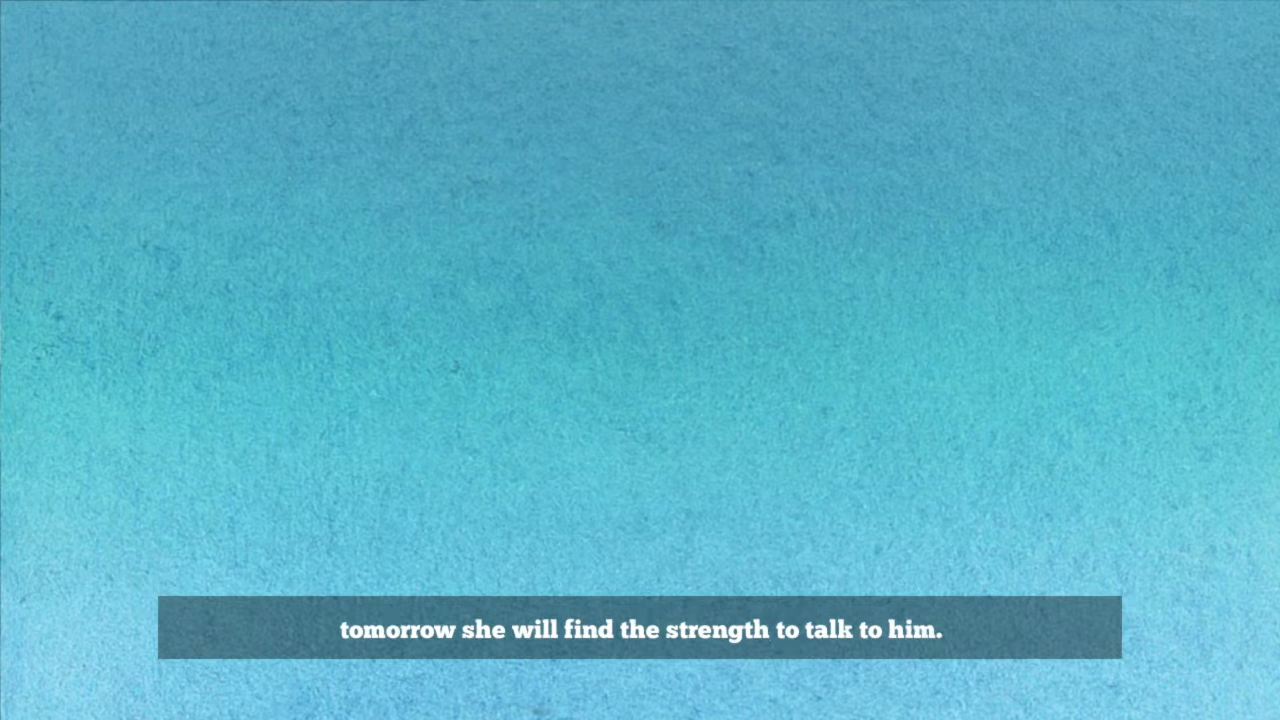 tomorrow she will find the strength to talk to him.